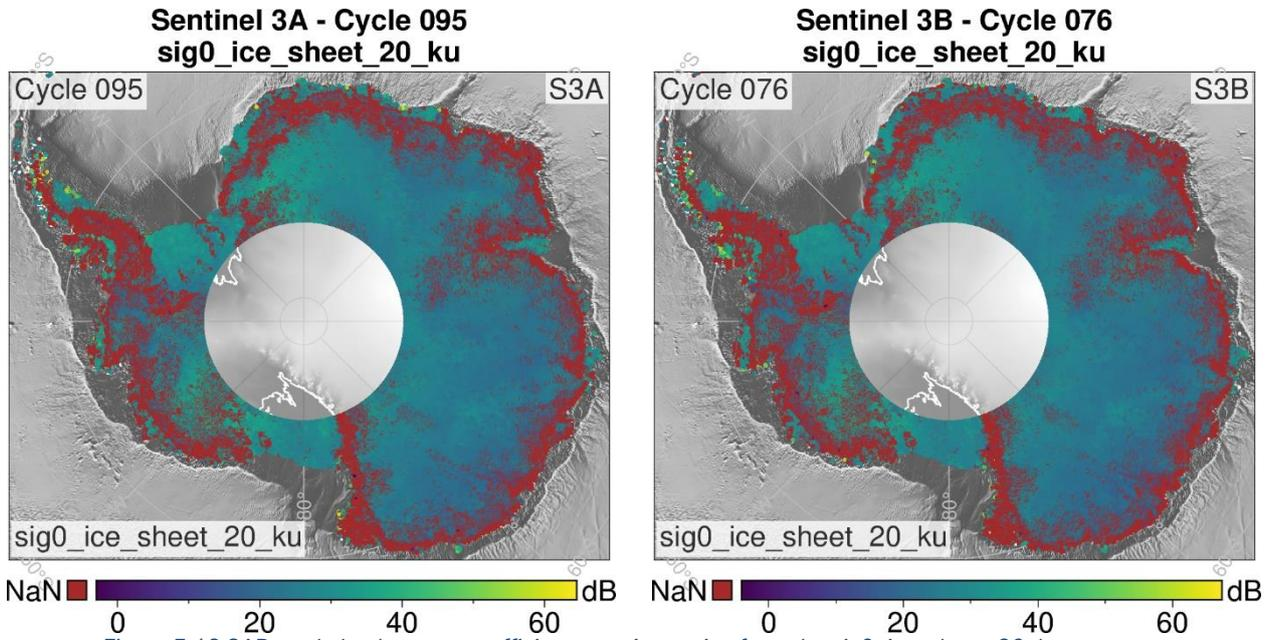 Sentinel 3A - Cycle 095
sig0_ice_sheet_20_ku
Cycle 095
S3A
sig0_ice_sheet_20_ku
NaN
dB
0 20 40 60
Sentinel 3B - Cycle 076
sig0_ice_sheet_20_ku
Cycle 076
S3B
sig0_ice_sheet_20_ku
NaN
dB
0 20 40 60